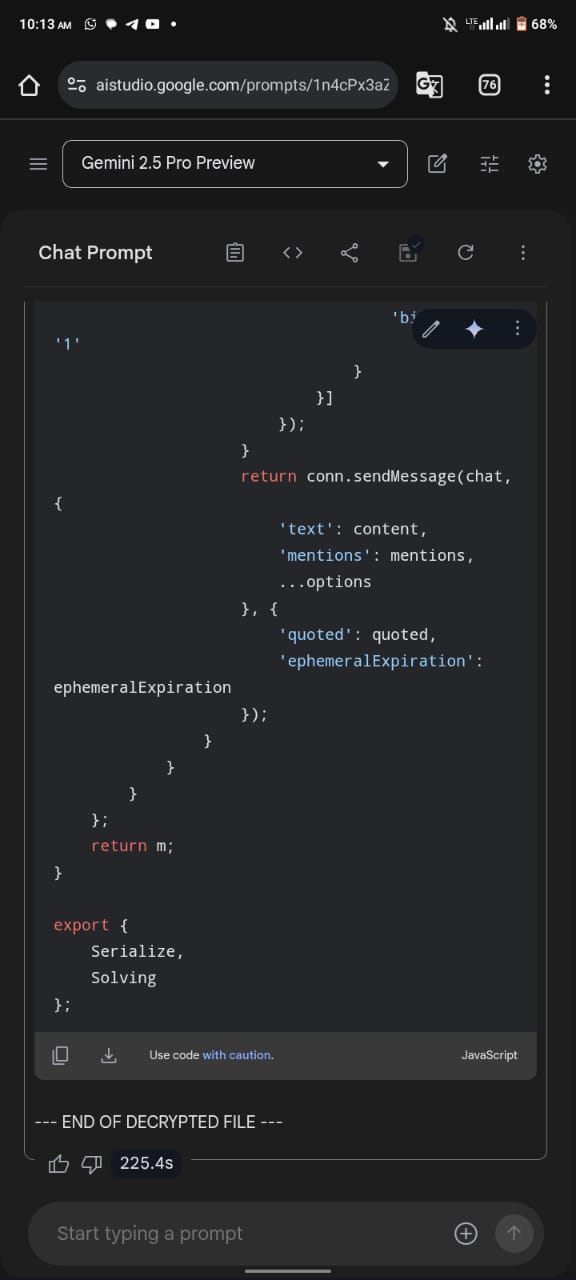 10:13 AM
LTE 68%
aistudio.google.com/prompts/1n4cPx3aZ
76
Gemini 2.5 Pro Preview
Chat Prompt
'bi
'1'
}
}]
});
}
return conn.sendMessage(chat,
{
'text': content,
'mentions': mentions,
...options
}, {
'quoted': quoted,
'ephemeralExpiration':
ephemeralExpiration
});
}
}
}
};
return m;
}
export {
Serialize,
Solving
};
Use code with caution. JavaScript
--- END OF DECRYPTED FILE ---
225.4s
Start typing a prompt